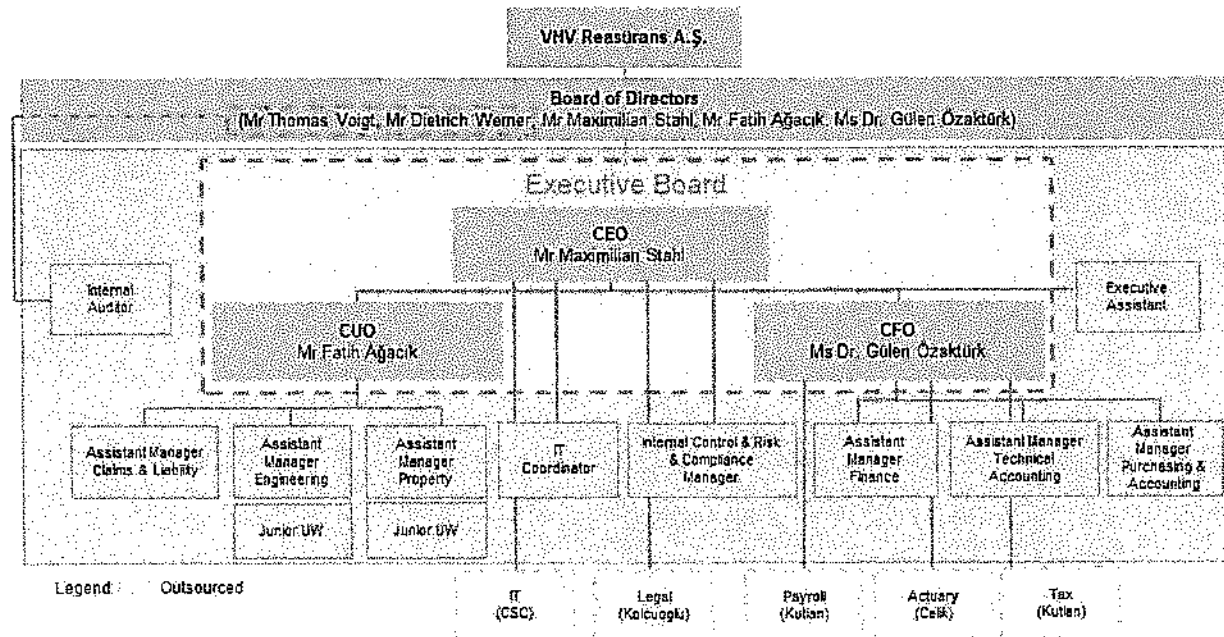 VHV Reasürans A.Ş.
Board of Directors
(Mr Thomas Voigt, Mr Dietrich Werner, Mr Maximilian Stahl, Mr Fatih Ağacık, Ms Dr. Gülen Özaktürk)
Executive Board
CEO
Mr Maximilian Stahl
Internal
Auditor
Executive
Assistant
CUO
Mr Fatih Ağacık
CFO
Ms Dr. Gülen Özaktürk
Assistant Manager
Claims & Liability
Assistant
Manager
Engineering
Assistant
Manager
Property
IT
Coordinator
Internal Control & Risk
& Compliance
Manager
Assistant
Manager
Finance
Assistant Manager
Technical
Accounting
Assistant
Manager
Purchasing &
Accounting
Junior UW
Junior UW
Legend: Outsourced
IT
(CSC)
Legal
(Kolcuoglu)
Payroll
(Kutlan)
Actuary
(Celik)
Tax
(Kutlan)